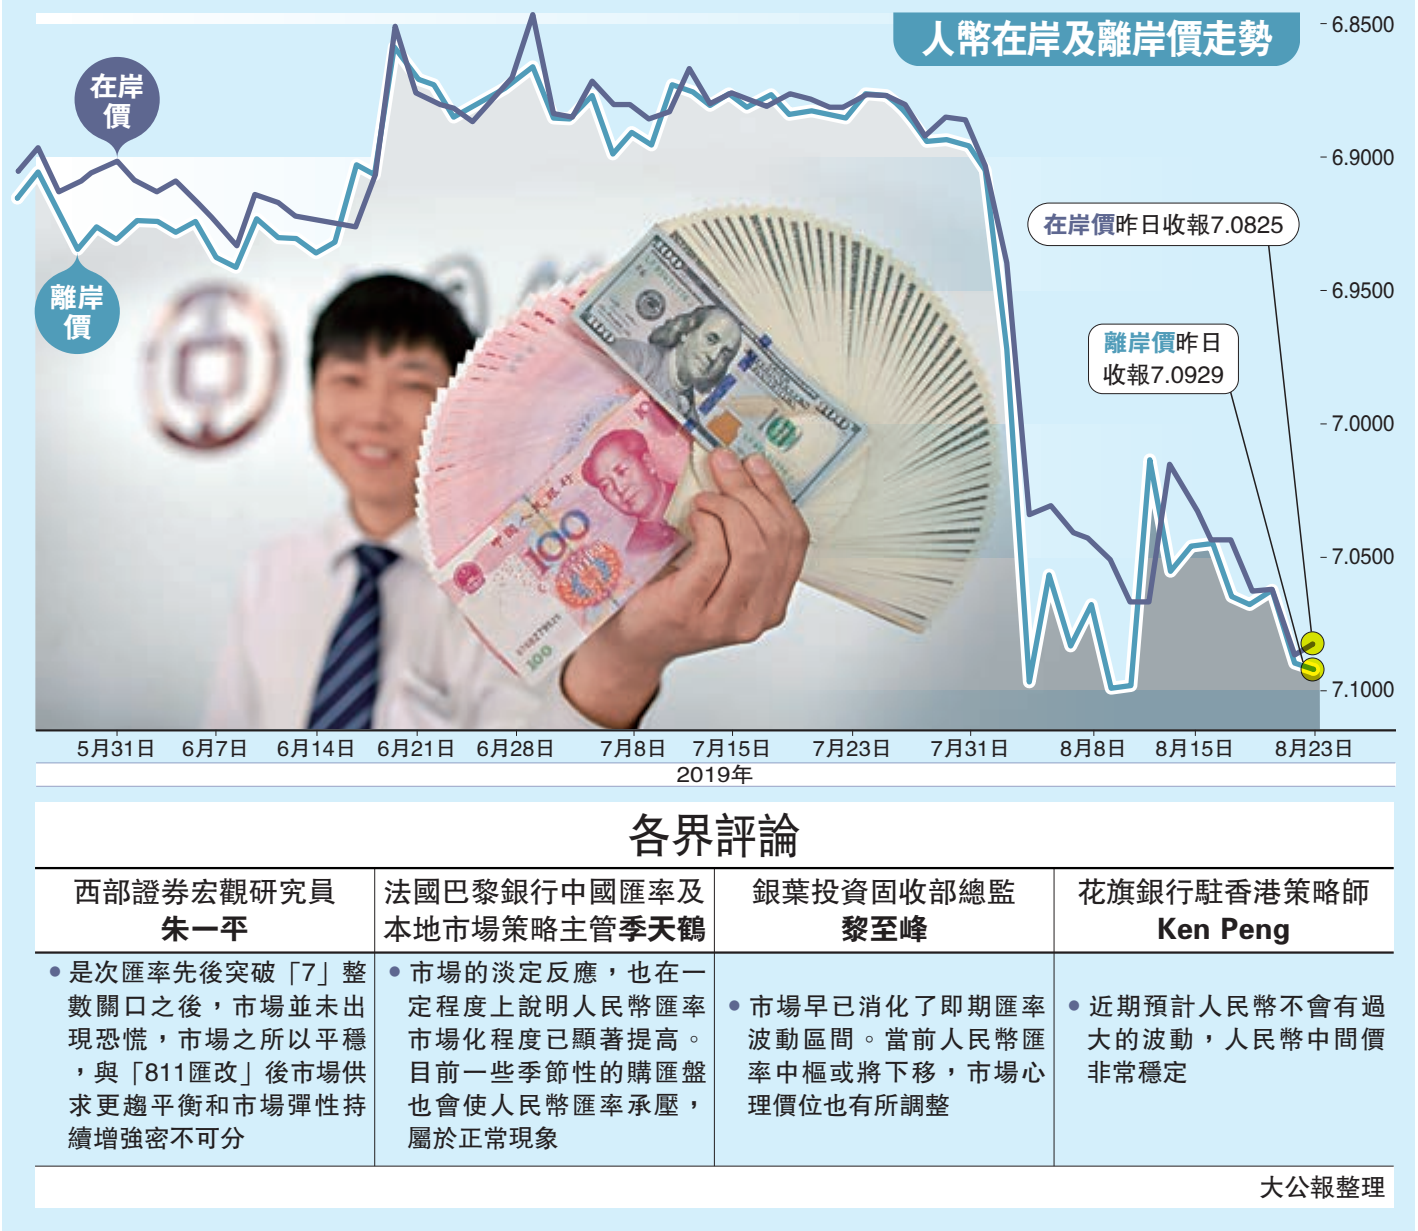 人幣在岸及離岸價走勢
在岸
價
離岸
價
6.8500
6.9000
6.9500
7.0000
7.0500
7.1000
在岸價昨日收報7.0825
離岸價昨日
收報7.0929
中国人民银行
100
100
100
100
100
5月31日 6月7日 6月14日 6月21日 6月28日 7月8日 7月15日 7月23日 7月31日 8月8日 8月15日 8月23日
2019年
各界評論
西部證券宏觀研究員
朱一平
• 是次匯率先後突破「7」整
數關口之後，市場並未出
現恐慌，市場之所以平穩
，與「811匯改」後市場供
求更趨平衡和市場彈性持
續增強密不可分
法國巴黎銀行中國匯率及
本地市場策略主管季天鶴
• 市場的淡定反應，也在一
定程度上說明人民幣匯率
市場化程度已顯著提高。
目前一些季節性的購匯盤
也會使人民幣匯率承壓，
屬於正常現象
銀葉投資固收部總監
黎至峰
• 市場早已消化了即期匯率
波動區間。當前人民幣匯
率中樞或將下移，市場心
理價位也有所調整
花旗銀行駐香港策略師
Ken Peng
• 近期預計人民幣不會有過
大的波動，人民幣中間價
非常穩定
大公報整理